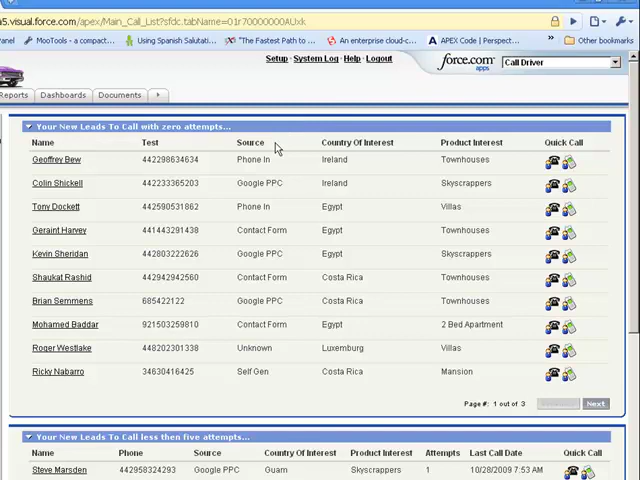 a5.visual.force.com/apex/Main_Call_List?sfdc.tabName=01r70000000AUxk
Panel MooTools - a compact... Using Spanish Salutati... "The Fastest Path to ... An enterprise cloud-c... APEX Code | Perspect... » Other bookmarks
Setup • System Log • Help • Logout force.com apps Call Driver
Reports Dashboards Documents
Your New Leads To Call with zero attempts...
Name Test Source Country Of Interest Product Interest Quick Call
Geoffrey Bew 442298634634 Phone In Ireland Townhouses
Colin Shickell 442233365203 Google PPC Ireland Skyscrappers
Tony Dockett 442590531862 Phone In Egypt Villas
Geraint Harvey 441443291438 Contact Form Egypt Townhouses
Kevin Sheridan 442803222626 Google PPC Egypt Skyscrappers
Shaukat Rashid 442942942560 Contact Form Costa Rica Townhouses
Brian Semmens 685422122 Google PPC Costa Rica Townhouses
Mohamed Baddar 921503259810 Contact Form Egypt 2 Bed Apartment
Roger Westlake 448202301338 Unknown Luxemburg Villas
Ricky Nabarro 34630416425 Self Gen Costa Rica Mansion
Page #: 1 out of 3 Next
Your New Leads To Call less then five attempts...
Name Phone Source Country Of Interest Product Interest Attempts Last Call Date Quick Call
Steve Marsden 442958324293 Google PPC Guam Skyscrappers 1 10/28/2009 7:53 AM